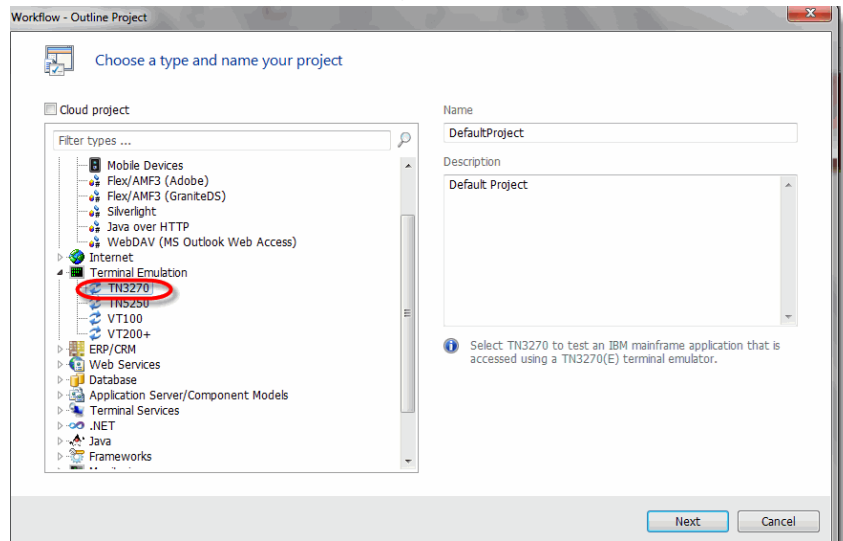 Workflow - Outline Project
Choose a type and name your project
Cloud project
Filter types ...
Mobile Devices
Flex/AMF3 (Adobe)
Flex/AMF3 (GraniteDS)
Silverlight
Java over HTTP
WebDAV (MS Outlook Web Access)
Internet
Terminal Emulation
TN3270
TN5250
VT100
VT200+
ERP/CRM
Web Services
Database
Application Server/Component Models
Terminal Services
.NET
Java
Frameworks
Name
DefaultProject
Description
Default Project
Select TN3270 to test an IBM mainframe application that is
accessed using a TN3270(E) terminal emulator.
Next
Cancel